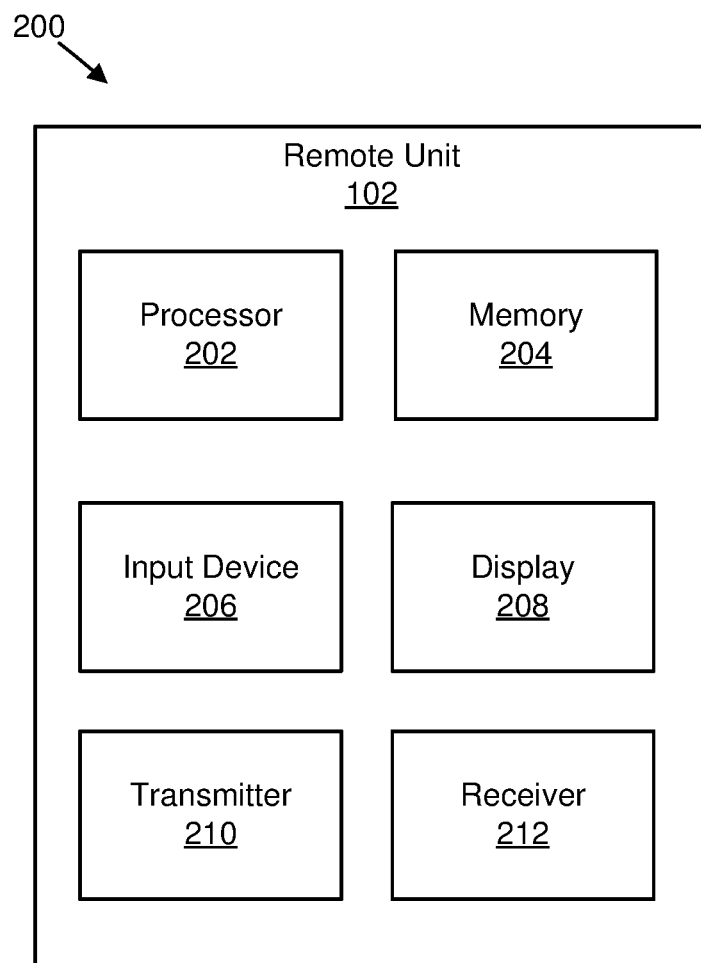 200
Remote Unit
102
Processor
202
Memory
204
Input Device
206
Display
208
Transmitter
210
Receiver
212